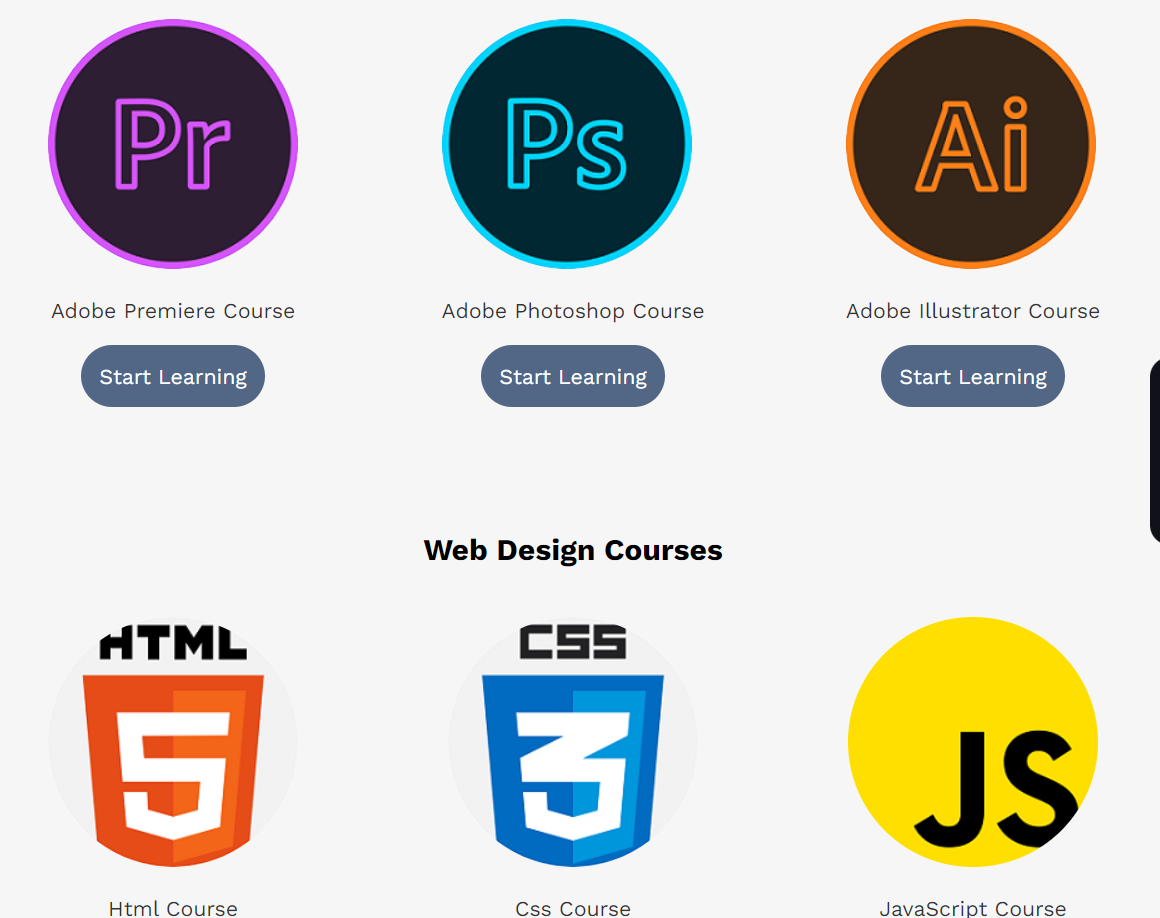 Pr Ps Ai
Adobe Premiere Course Adobe Photoshop Course Adobe Illustrator Course
Start Learning Start Learning Start Learning
Web Design Courses
HTML CSS
5 3 JS
Html Course Css Course JavaScript Course